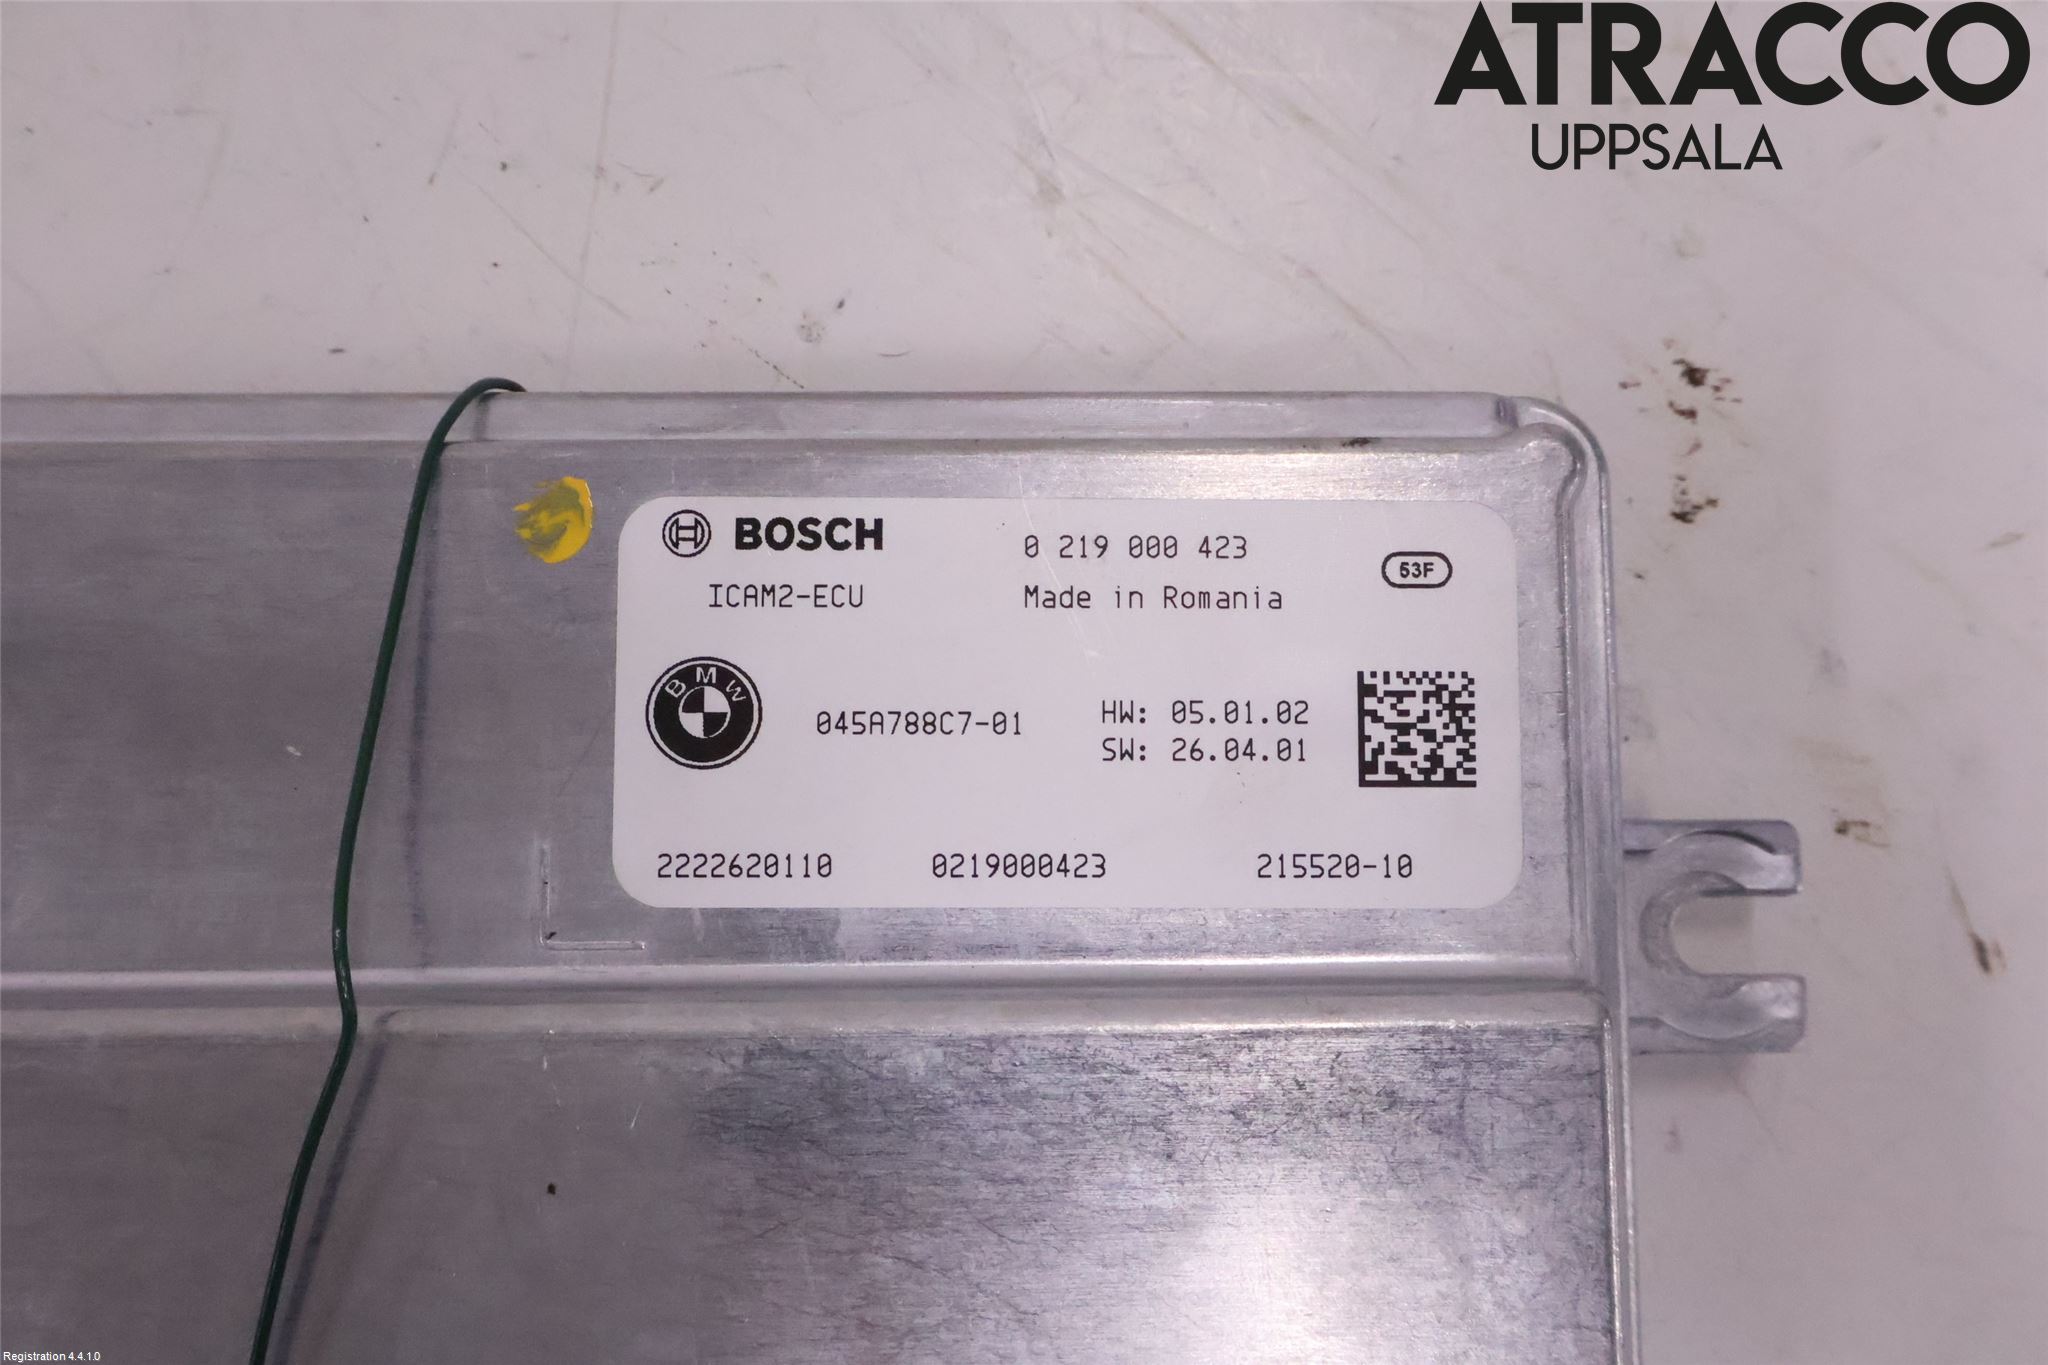 ATRACCO
UPPSALA
BOSCH
0 219 000 423
53F
ICAM2-ECU
Made in Romania
BMW
045A788C7-01
HW: 05.01.02
SW: 26.04.01
2222620110
0219000423
215520-10
Registration 4.4.1.0